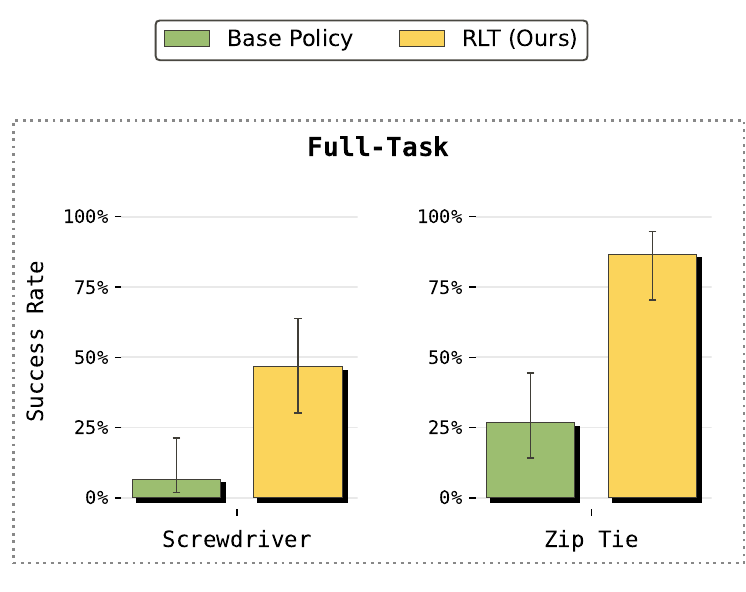 Base Policy
RLT (Ours)
Full-Task
Success Rate
100%
75%
50%
25%
0%
Screwdriver
100%
75%
50%
25%
0%
Zip Tie